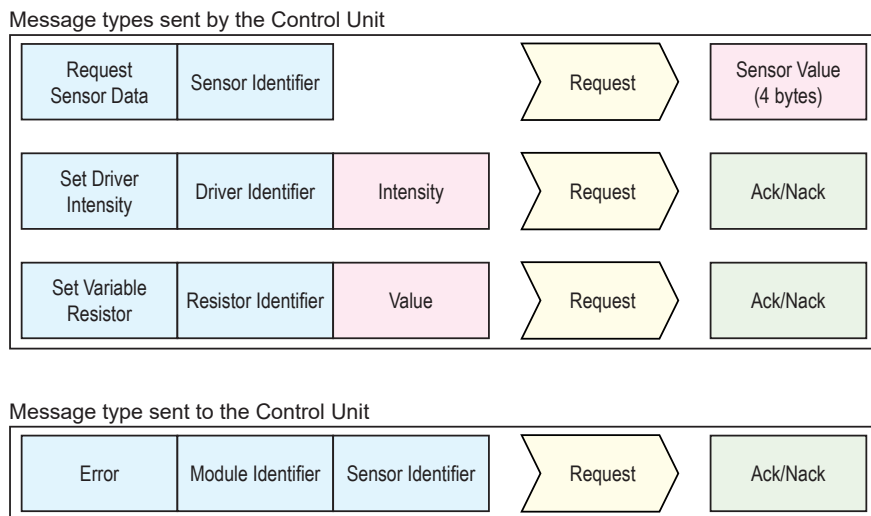 Message types sent by the Control Unit
Request
Sensor Data
Sensor Identifier
Request
Sensor Value
(4 bytes)
Set Driver
Intensity
Driver Identifier
Intensity
Request
Ack/Nack
Set Variable
Resistor
Resistor Identifier
Value
Request
Ack/Nack
Message type sent to the Control Unit
Error
Module Identifier
Sensor Identifier
Request
Ack/Nack